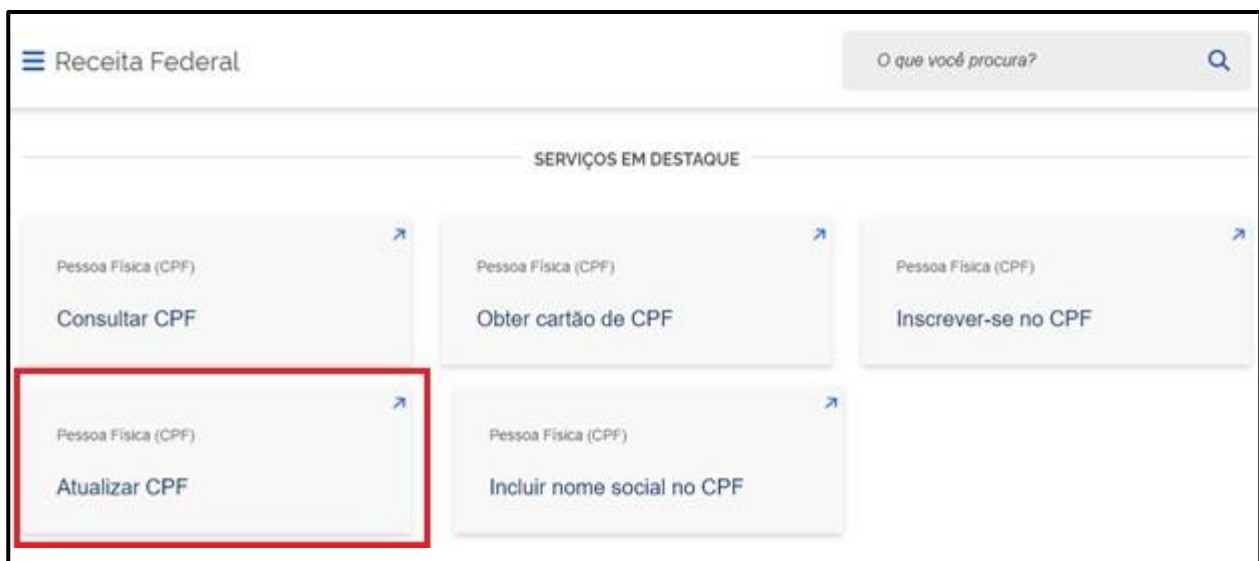 Receita Federal
O que você procura?
SERVIÇOS EM DESTAQUE
Pessoa Física (CPF)
Consultar CPF
Pessoa Física (CPF)
Obter cartão de CPF
Pessoa Física (CPF)
Inscrever-se no CPF
Pessoa Física (CPF)
Atualizar CPF
Pessoa Física (CPF)
Incluir nome social no CPF